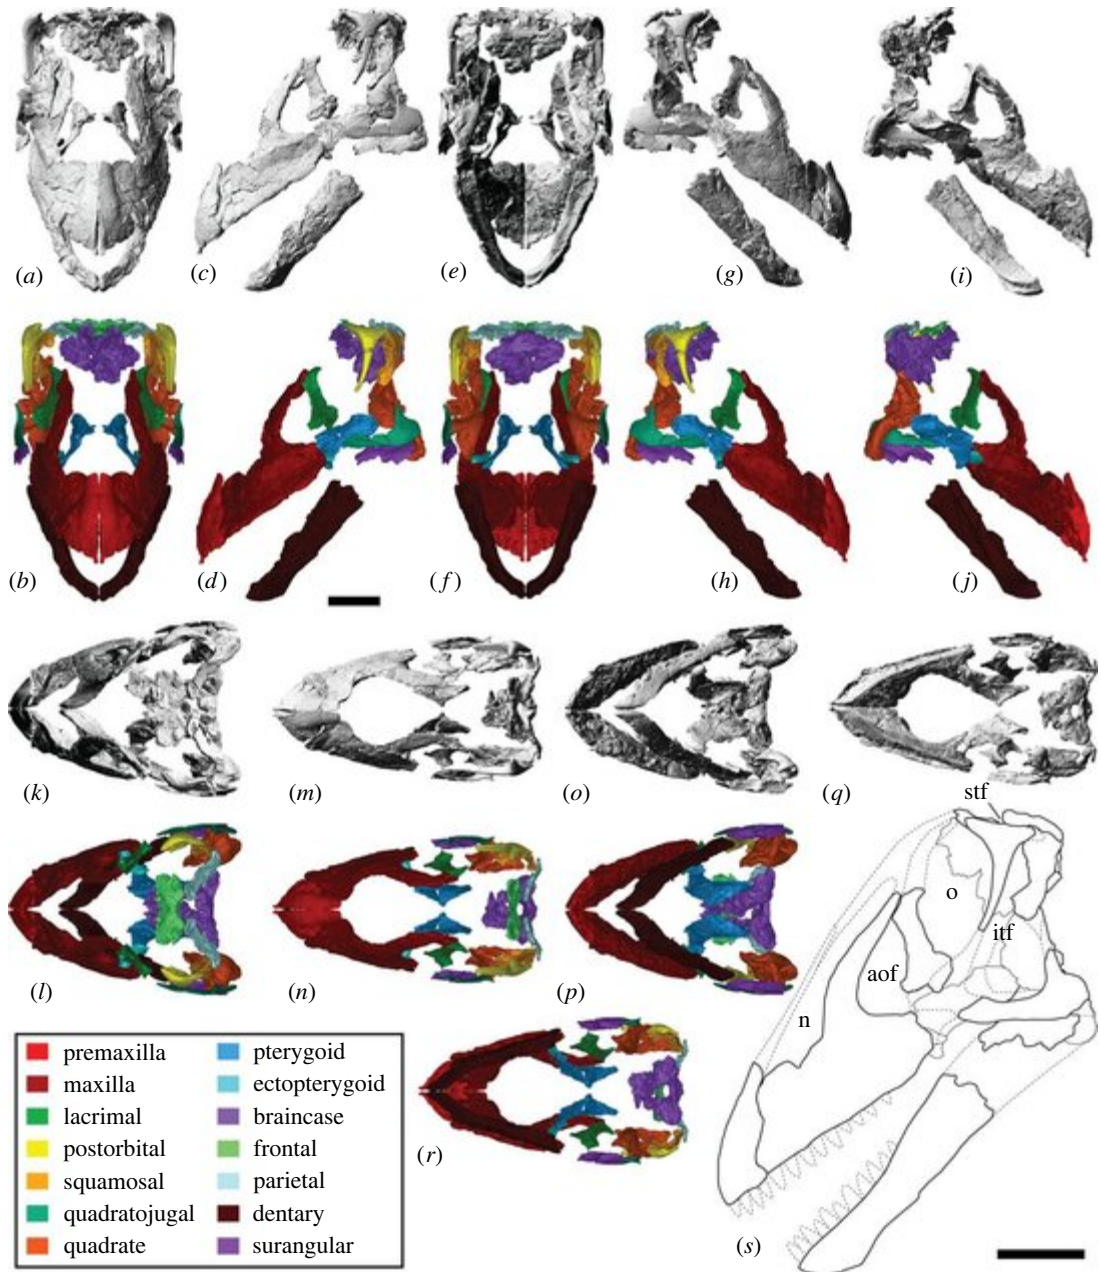 (a)
(c)
(e)
(g)
(i)
(b)
(d)
(f)
(h)
(j)
(k)
(m)
(o)
(q)
stf
o
itf
aof
n
(l)
(n)
(p)
premaxilla
maxilla
lacrimal
postorbital
squamosal
quadratojugal
quadrate
pterygoid
ectopterygoid
braincase
frontal
parietal
dentary
surangular
(r)
(s)